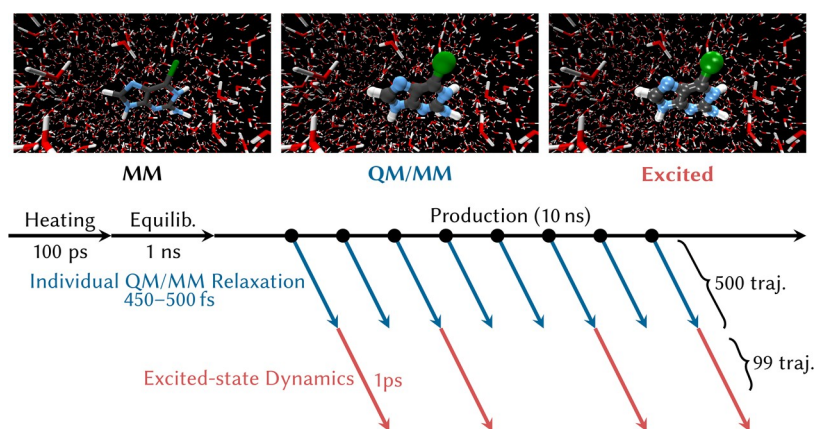 MM
QM/MM
Excited
Heating
Equilib.
Production (10 ns)
100 ps
1 ns
Individual QM/MM Relaxation
450–500 fs
500 traj.
99 traj.
Excited-state Dynamics
1ps